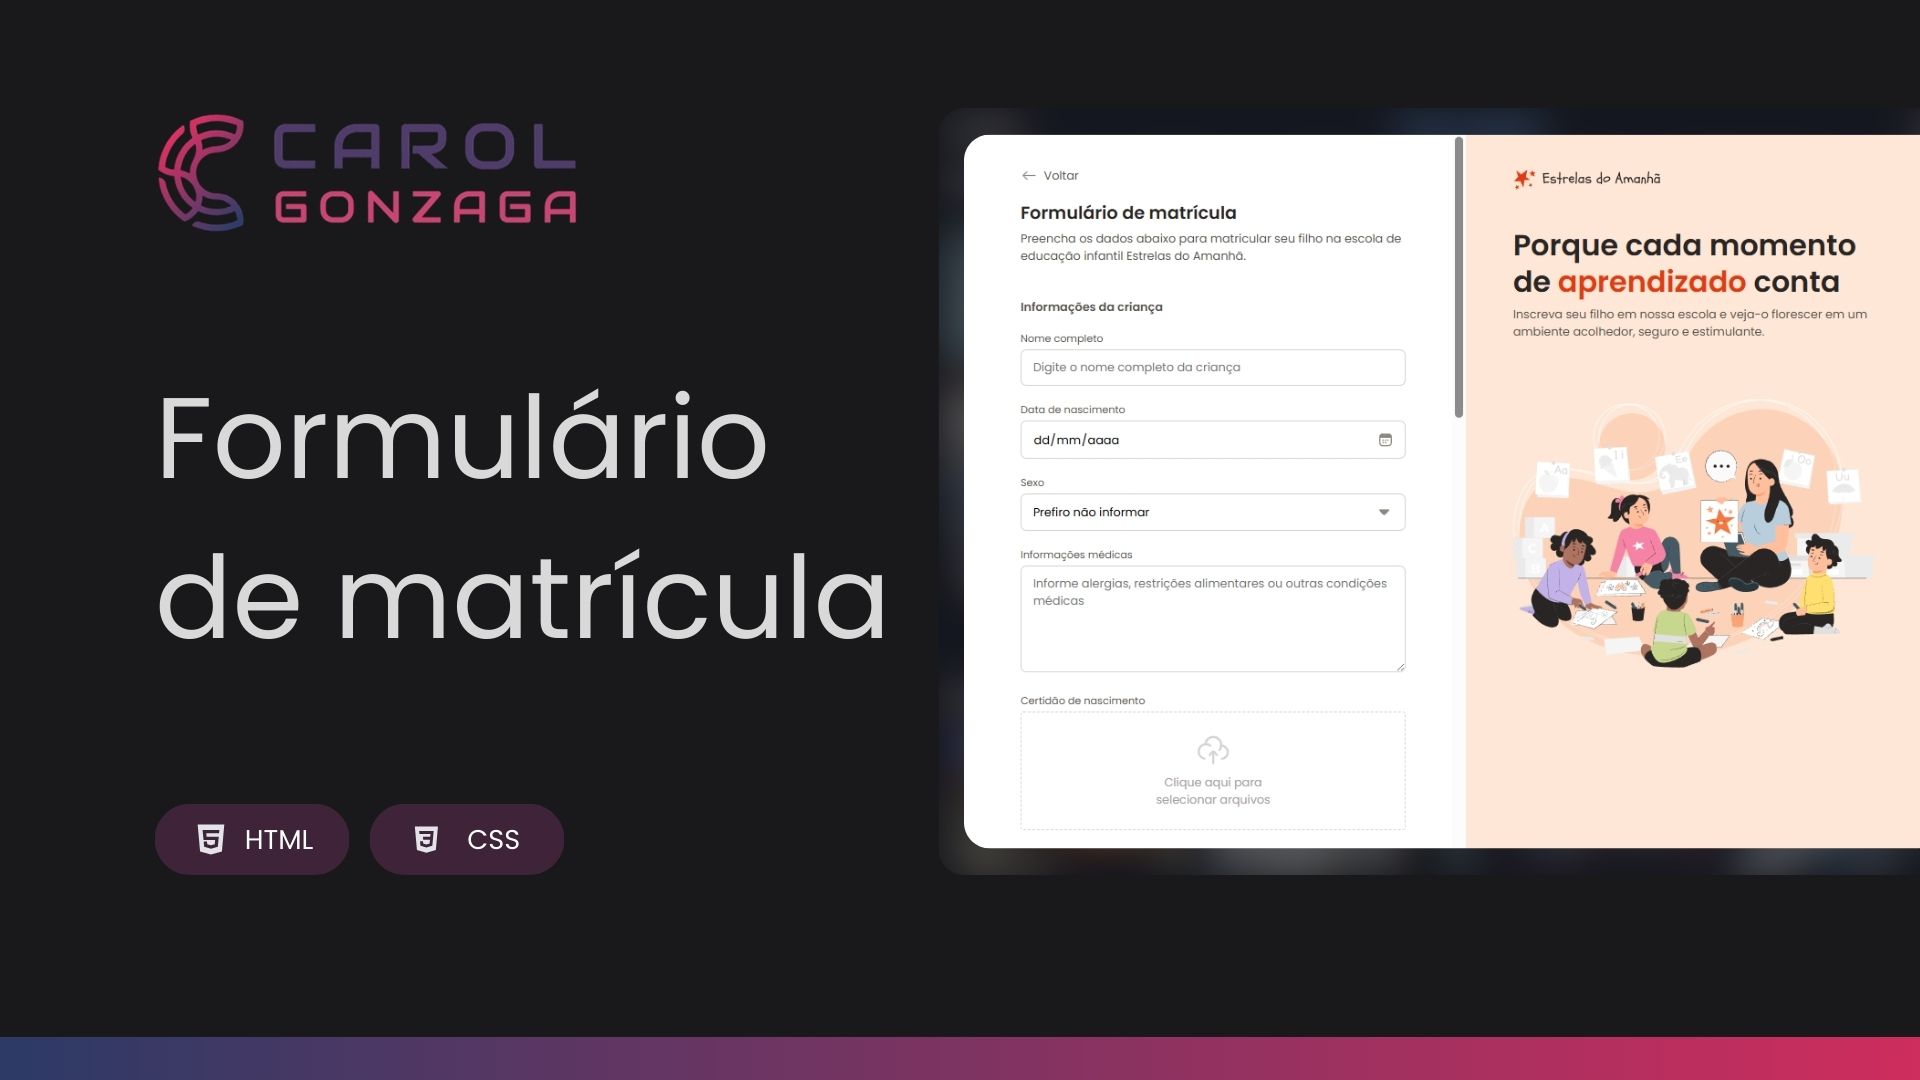 CAROL
GONZAGA
Formulário
de matrícula
HTML
CSS
Voltar
Formulário de matrícula
Preencha os dados abaixo para matricular seu filho na escola de
educação infantil Estrelas do Amanhã.
Informações da criança
Nome completo
Digite o nome completo da criança
Data de nascimento
dd/mm/aaaa
Sexo
Prefiro não informar
Informações médicas
Informe alergias, restrições alimentares ou outras condições
médicas
Certidão de nascimento
Clique aqui para
selecionar arquivos
Estrelas do Amanhã
Porque cada momento
de aprendizado conta
Inscreva seu filho em nossa escola e veja-o florescer em um
ambiente acolhedor, seguro e estimulante.
Aa
Ii
Ee
Oo
Uu
A
C
B